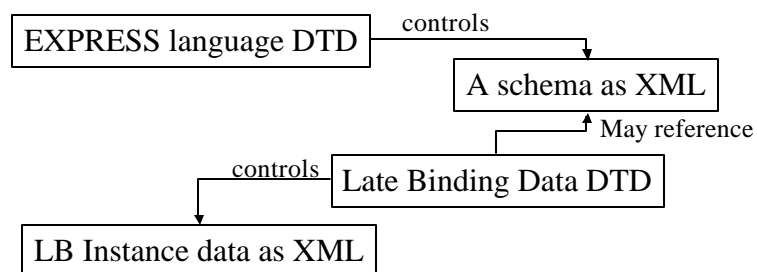 controls
EXPRESS language DTD
A schema as XML
May reference
controls
Late Binding Data DTD
LB Instance data as XML